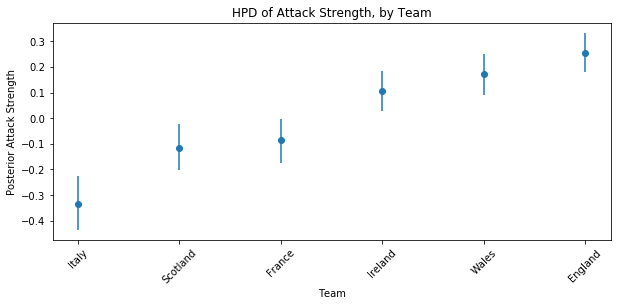 HPD of Attack Strength, by Team
Posterior Attack Strength
0.3
0.2
0.1
0.0
−0.1
−0.2
−0.3
−0.4
Italy
Scotland
France
Ireland
Wales
England
Team